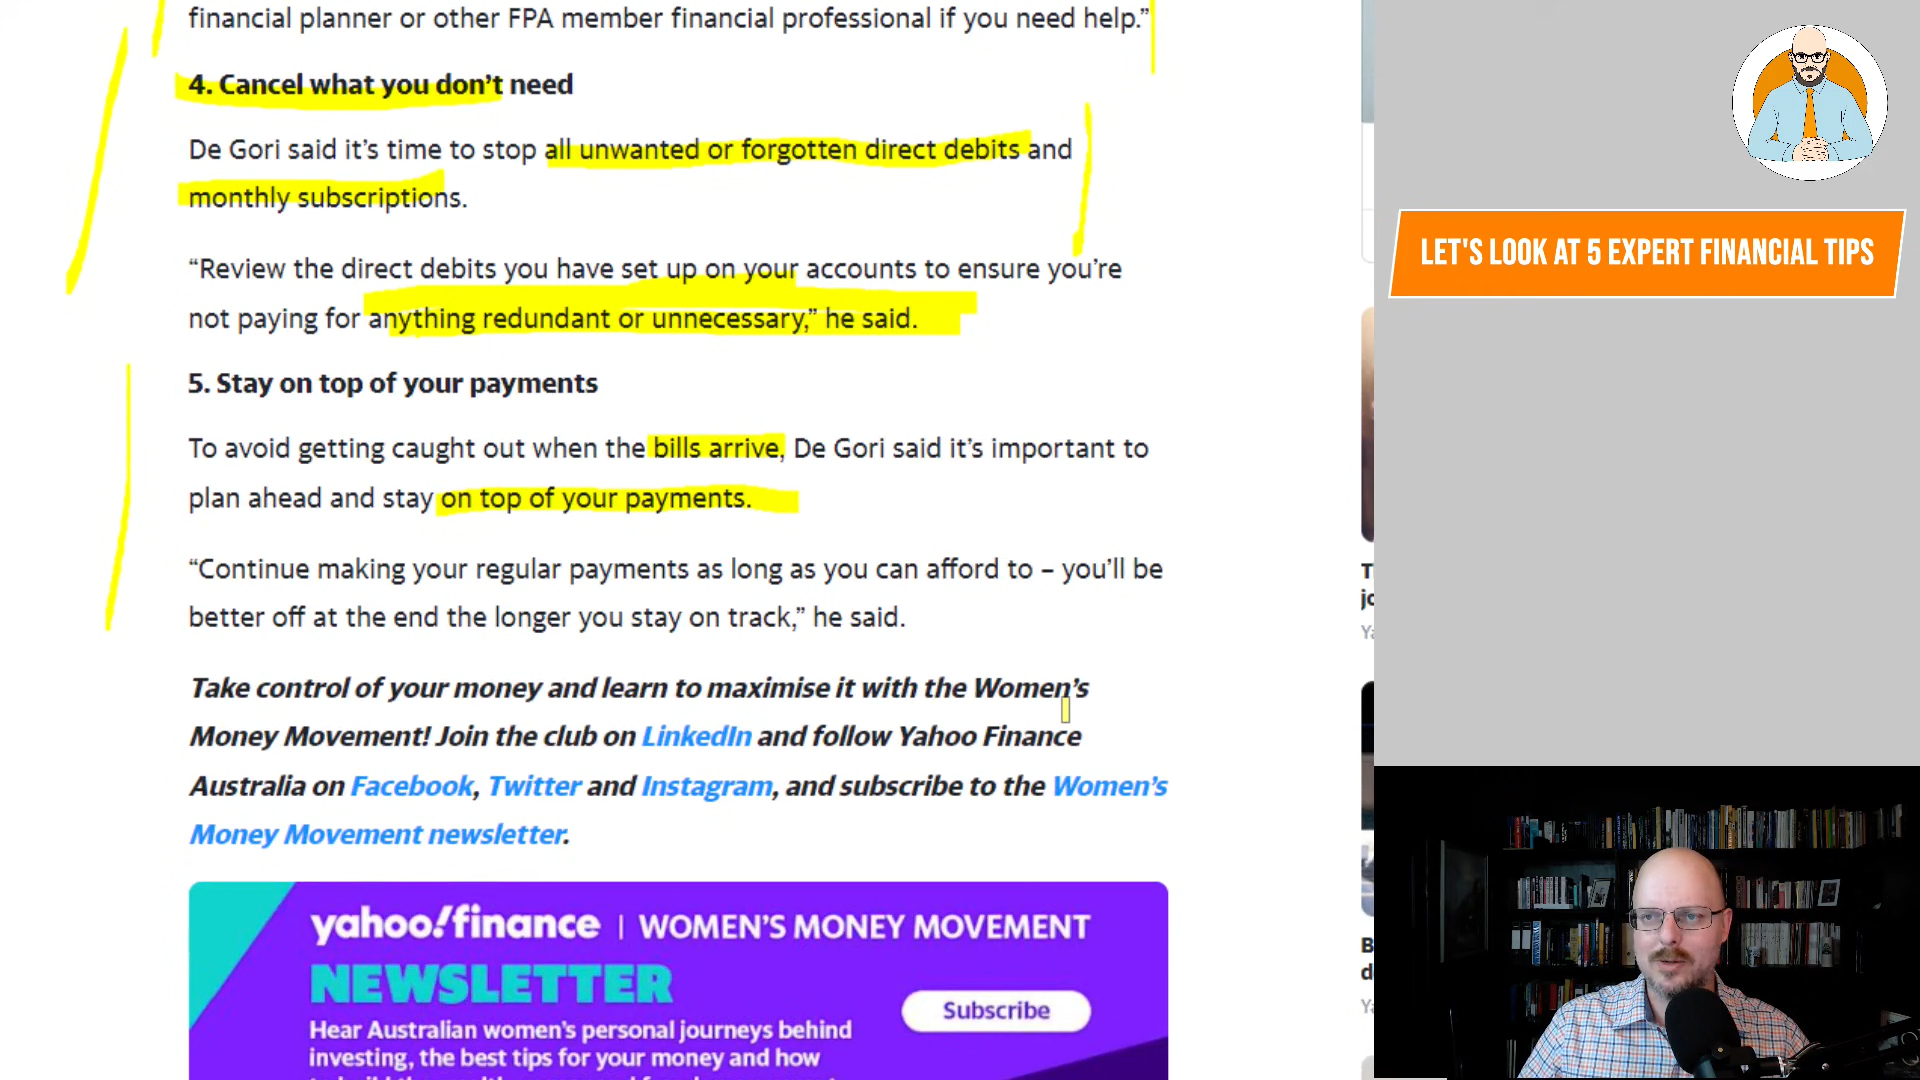 financial planner or other FPA member financial professional if you need help.”
4. Cancel what you don’t need
De Gori said it’s time to stop all unwanted or forgotten direct debits and
monthly subscriptions.
“Review the direct debits you have set up on your accounts to ensure you’re
not paying for anything redundant or unnecessary,” he said.
5. Stay on top of your payments
To avoid getting caught out when the bills arrive, De Gori said it’s important to
plan ahead and stay on top of your payments.
“Continue making your regular payments as long as you can afford to – you’ll be
better off at the end the longer you stay on track,” he said.
Take control of your money and learn to maximise it with the Women’s
Money Movement! Join the club on LinkedIn and follow Yahoo Finance
Australia on Facebook, Twitter and Instagram, and subscribe to the Women’s
Money Movement newsletter.
yahoo!finance | WOMEN’S MONEY MOVEMENT
NEWSLETTER
Subscribe
Hear Australian women’s personal journeys behind
investing, the best tips for your money and how
LET'S LOOK AT 5 EXPERT FINANCIAL TIPS